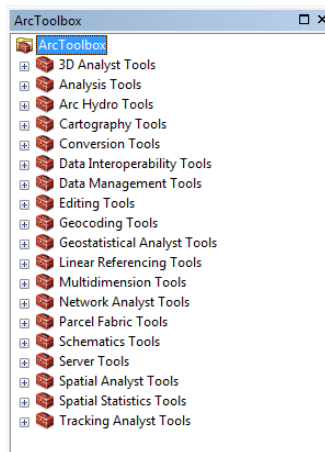 ArcToolbox
ArcToolbox
3D Analyst Tools
Analysis Tools
Arc Hydro Tools
Cartography Tools
Conversion Tools
Data Interoperability Tools
Data Management Tools
Editing Tools
Geocoding Tools
Geostatistical Analyst Tools
Linear Referencing Tools
Multidimension Tools
Network Analyst Tools
Parcel Fabric Tools
Schematics Tools
Server Tools
Spatial Analyst Tools
Spatial Statistics Tools
Tracking Analyst Tools